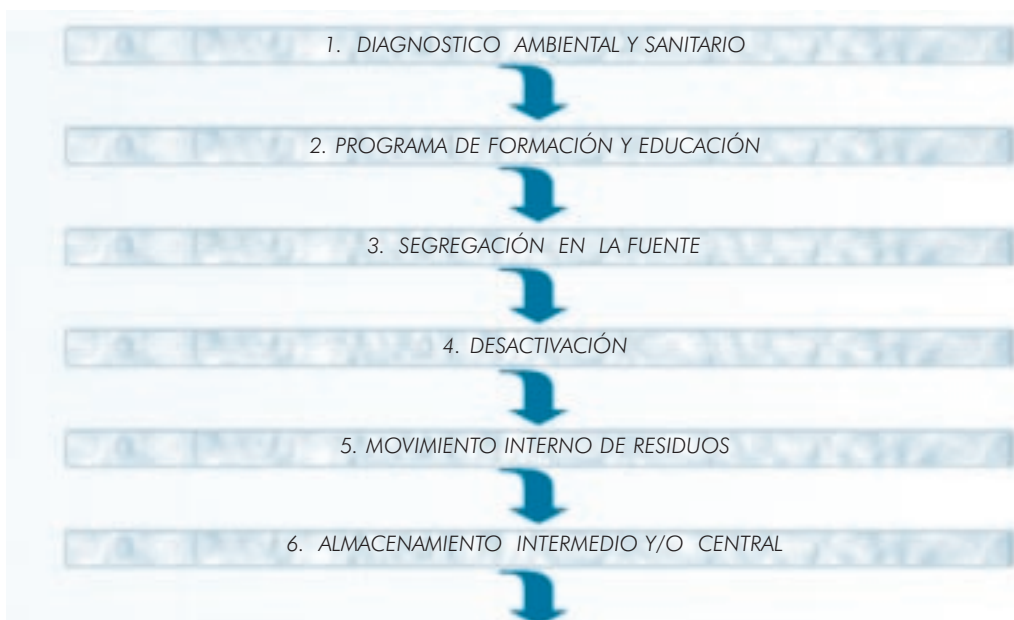 1. DIAGNOSTICO AMBIENTAL Y SANITARIO
2. PROGRAMA DE FORMACIÓN Y EDUCACIÓN
3. SEGREGACIÓN EN LA FUENTE
4. DESACTIVACIÓN
5. MOVIMIENTO INTERNO DE RESIDUOS
6. ALMACENAMIENTO INTERMEDIO Y/O CENTRAL